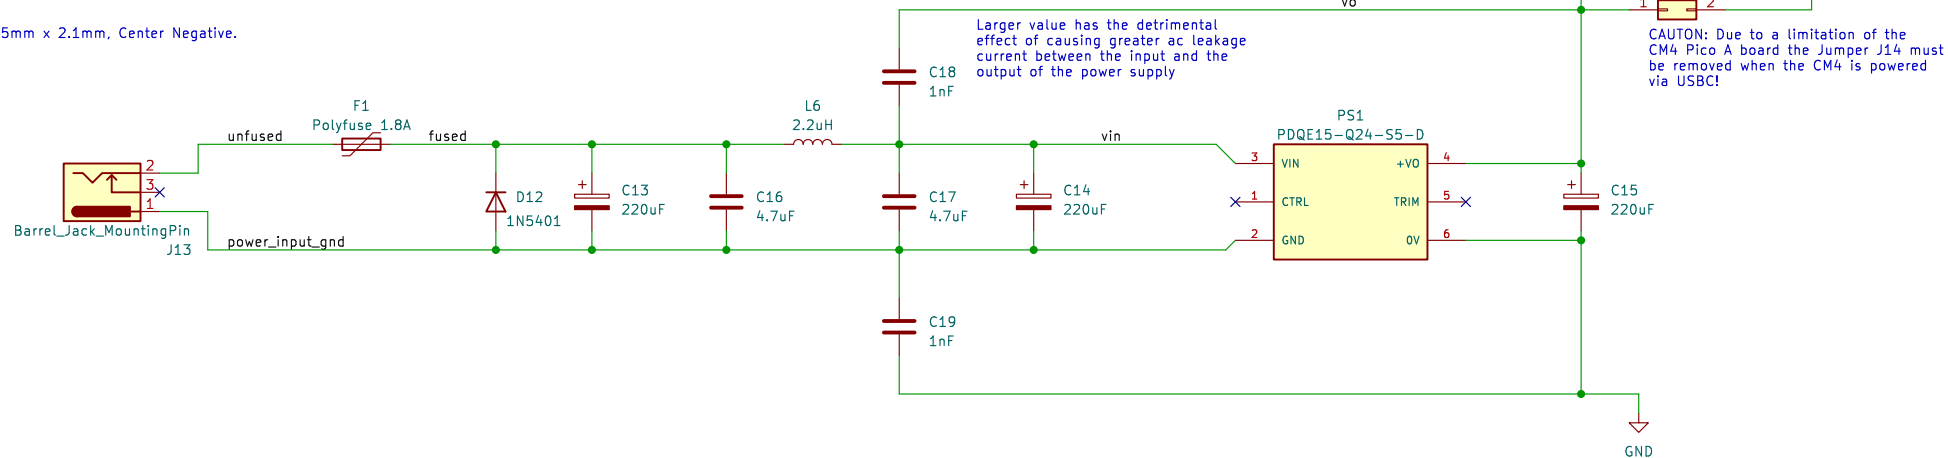 Vo
1
2
5mm x 2.1mm, Center Negative.
Larger value has the detrimental
effect of causing greater ac leakage
current between the input and the
output of the power supply
CAUTON: Due to a limitation of the
CM4 Pico A board the Jumper J14 must
be removed when the CM4 is powered
via USBC!
C18
1nF
F1
Polyfuse 1.8A
L6
2.2uH
PS1
PDQE15-Q24-S5-D
unfused
fused
vin
2
3
1
Barrel_Jack_MountingPin
J13
power_input_gnd
D12
1N5401
C13
220uF
C16
4.7uF
C17
4.7uF
C14
220uF
3
VIN
1
CTRL
2
GND
+VO
4
TRIM
5
0V
6
C15
220uF
C19
1nF
GND